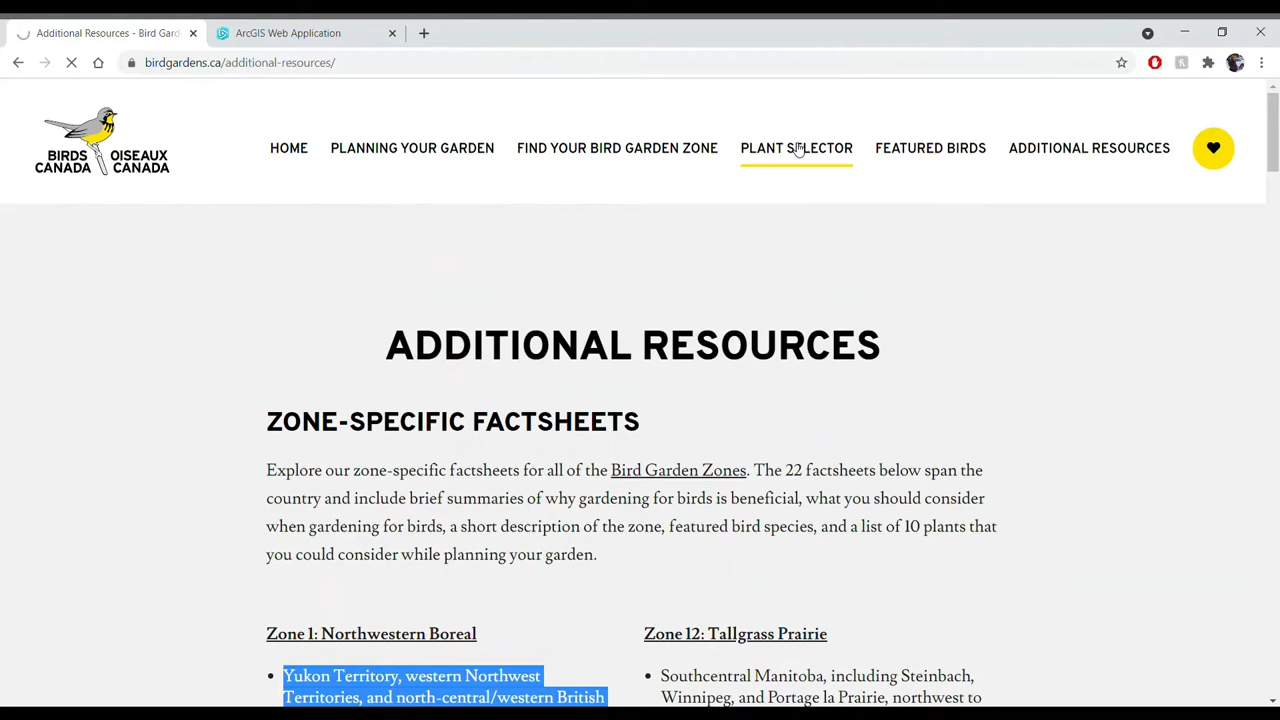 Additional Resources - Bird Gard
ArcGIS Web Application
birdgardens.ca/additional-resources/
BIRDS CANADA
OISEAUX CANADA
HOME
PLANNING YOUR GARDEN
FIND YOUR BIRD GARDEN ZONE
PLANT SELECTOR
FEATURED BIRDS
ADDITIONAL RESOURCES
ADDITIONAL RESOURCES
ZONE-SPECIFIC FACTSHEETS
Explore our zone-specific factsheets for all of the Bird Garden Zones. The 22 factsheets below span the
country and include brief summaries of why gardening for birds is beneficial, what you should consider
when gardening for birds, a short description of the zone, featured bird species, and a list of 10 plants that
you could consider while planning your garden.
Zone 1: Northwestern Boreal
• Yukon Territory, western Northwest
Territories, and north-central/western British
Zone 12: Tallgrass Prairie
• Southcentral Manitoba, including Steinbach,
Winnipeg, and Portage la Prairie, northwest to